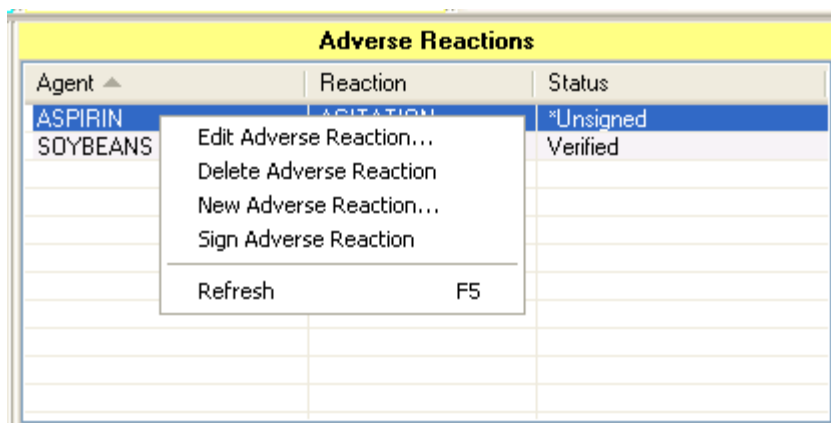 Adverse Reactions
Agent Reaction Status
ASPIRIN AGITATION *Unsigned
SOYBEANS Verified
Edit Adverse Reaction...
Delete Adverse Reaction
New Adverse Reaction...
Sign Adverse Reaction
Refresh F5